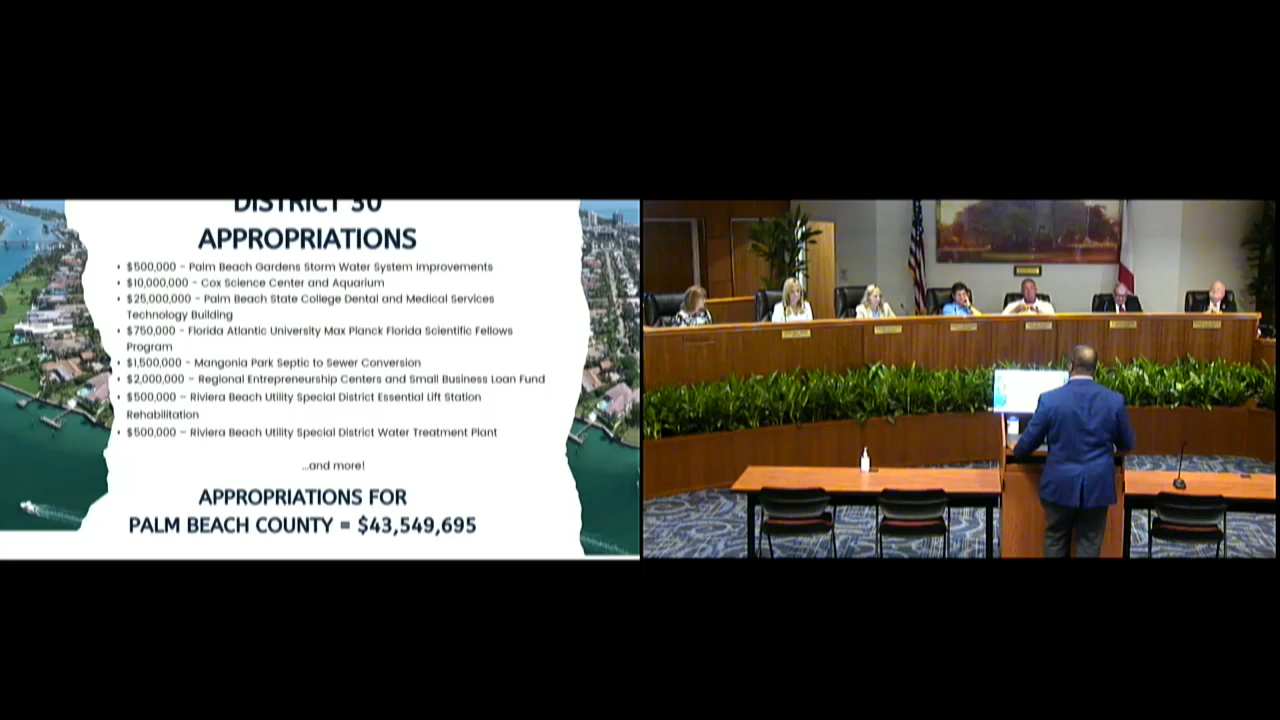 DISTRICT 30
APPROPRIATIONS
• $500,000 - Palm Beach Gardens Storm Water System Improvements
• $10,000,000 - Cox Science Center and Aquarium
• $25,000,000 - Palm Beach State College Dental and Medical Services
Technology Building
• $750,000 - Florida Atlantic University Max Planck Florida Scientific Fellows
Program
• $1,500,000 - Mangonia Park Septic to Sewer Conversion
• $2,000,000 - Regional Entrepreneurship Centers and Small Business Loan Fund
• $500,000 - Riviera Beach Utility Special District Essential Lift Station
Rehabilitation
• $500,000 - Riviera Beach Utility Special District Water Treatment Plant
...and more!
APPROPRIATIONS FOR
PALM BEACH COUNTY = $43,549,695